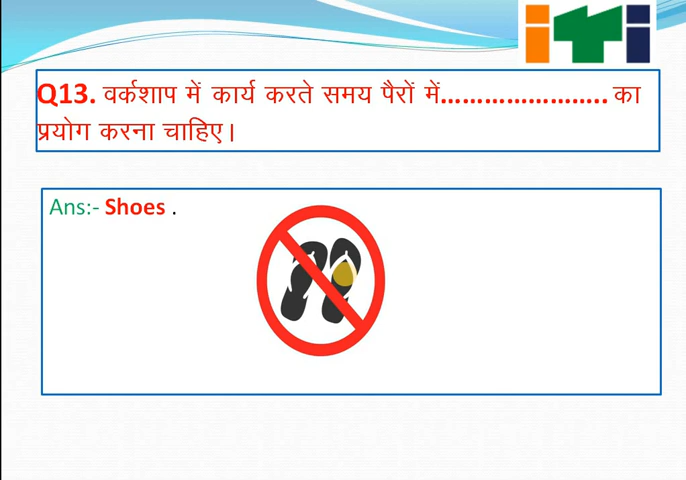 iTi
Q13. वर्कशाप में कार्य करते समय पैरों में…………………….. का
प्रयोग करना चाहिए।
Ans:- Shoes .